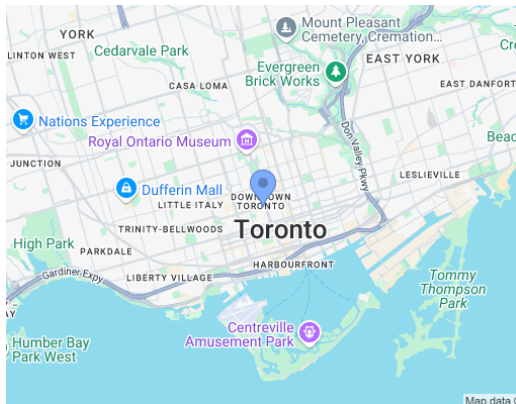 Mount Pleasant
Cemetery, Cremation...
YORK
Cedarvale Park
LINTON WEST
EAST YORK
Evergreen
Brick Works
CASA LOMA
EAST DANFORT
Nations Experience
Don Valley Pkwy
Royal Ontario Museum
Beac
JUNCTION
LESLIEVILLE
Dufferin Mall
DOWNTOWN
TORONTO
LITTLE ITALY
TRINITY-BELLWOODS
Toronto
High Park
PARKDALE
HARBOURFRONT
Gardiner Expy
LIBERTY VILLAGE
Tommy
Thompson
Park
Centreville
Amusement Park
Humber Bay
Park West
Map data ©